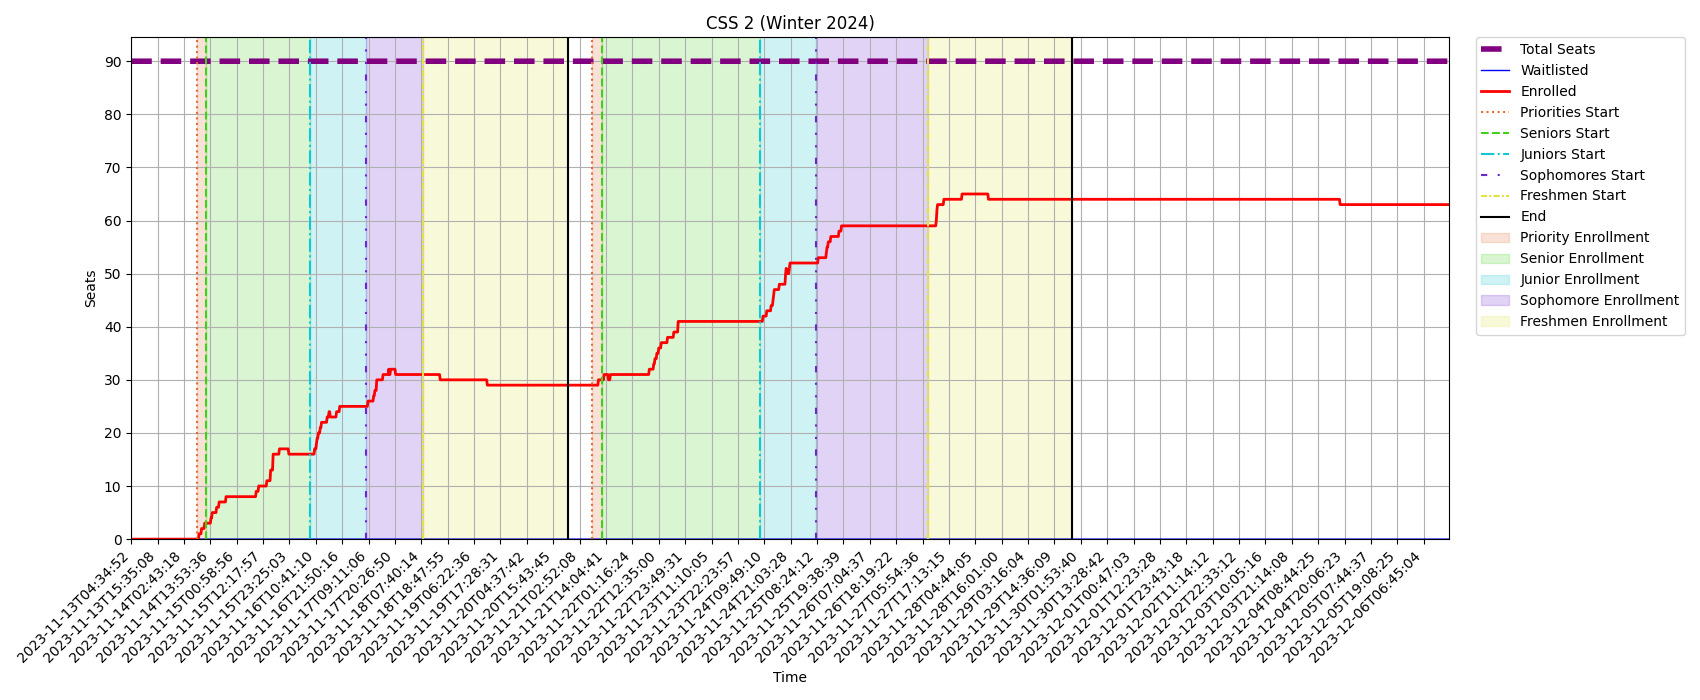 CSS 2 (Winter 2024)
Seats
90
80
70
60
50
40
30
20
10
0
2023-11-13T04:34:52
2023-11-13T15:35:08
2023-11-14T02:43:18
2023-11-14T13:53:36
2023-11-15T00:58:56
2023-11-15T12:17:57
2023-11-15T23:25:03
2023-11-16T10:41:10
2023-11-16T21:50:16
2023-11-17T09:11:06
2023-11-17T20:26:50
2023-11-18T07:40:14
2023-11-18T18:47:55
2023-11-19T06:22:36
2023-11-19T17:28:31
2023-11-20T04:37:42
2023-11-20T15:43:45
2023-11-21T02:52:08
2023-11-21T14:04:41
2023-11-22T01:16:24
2023-11-22T12:35:00
2023-11-22T23:49:31
2023-11-23T11:10:05
2023-11-23T22:23:57
2023-11-24T09:49:10
2023-11-24T21:03:28
2023-11-25T08:24:12
2023-11-25T19:38:39
2023-11-26T07:04:37
2023-11-26T18:19:22
2023-11-27T05:54:36
2023-11-27T17:13:15
2023-11-28T04:44:05
2023-11-28T16:01:00
2023-11-29T03:16:04
2023-11-29T14:36:09
2023-11-30T01:53:40
2023-11-30T13:28:42
2023-12-01T00:47:03
2023-12-01T12:23:28
2023-12-01T23:43:18
2023-12-02T11:14:12
2023-12-02T22:33:12
2023-12-03T10:05:16
2023-12-03T21:14:08
2023-12-04T08:44:25
2023-12-04T20:06:23
2023-12-05T07:44:37
2023-12-05T19:08:25
2023-12-06T06:45:04
Time
Total Seats
Waitlisted
Enrolled
Priorities Start
Seniors Start
Juniors Start
Sophomores Start
Freshmen Start
End
Priority Enrollment
Senior Enrollment
Junior Enrollment
Sophomore Enrollment
Freshmen Enrollment